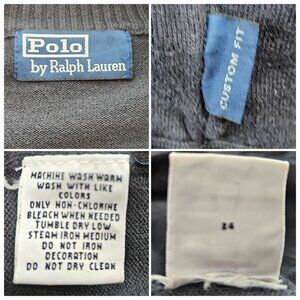 Polo
by Ralph Lauren
CUSTOM FIT
MACHINE WASH WARM
WASH WITH LIKE
COLORS
ONLY NON-CHLORINE
BLEACH WHEN NEEDED
TUMBLE DRY LOW
STEAM IRON MEDIUM
DO NOT IRON
DECORATION
DO NOT DRY CLEAN
24